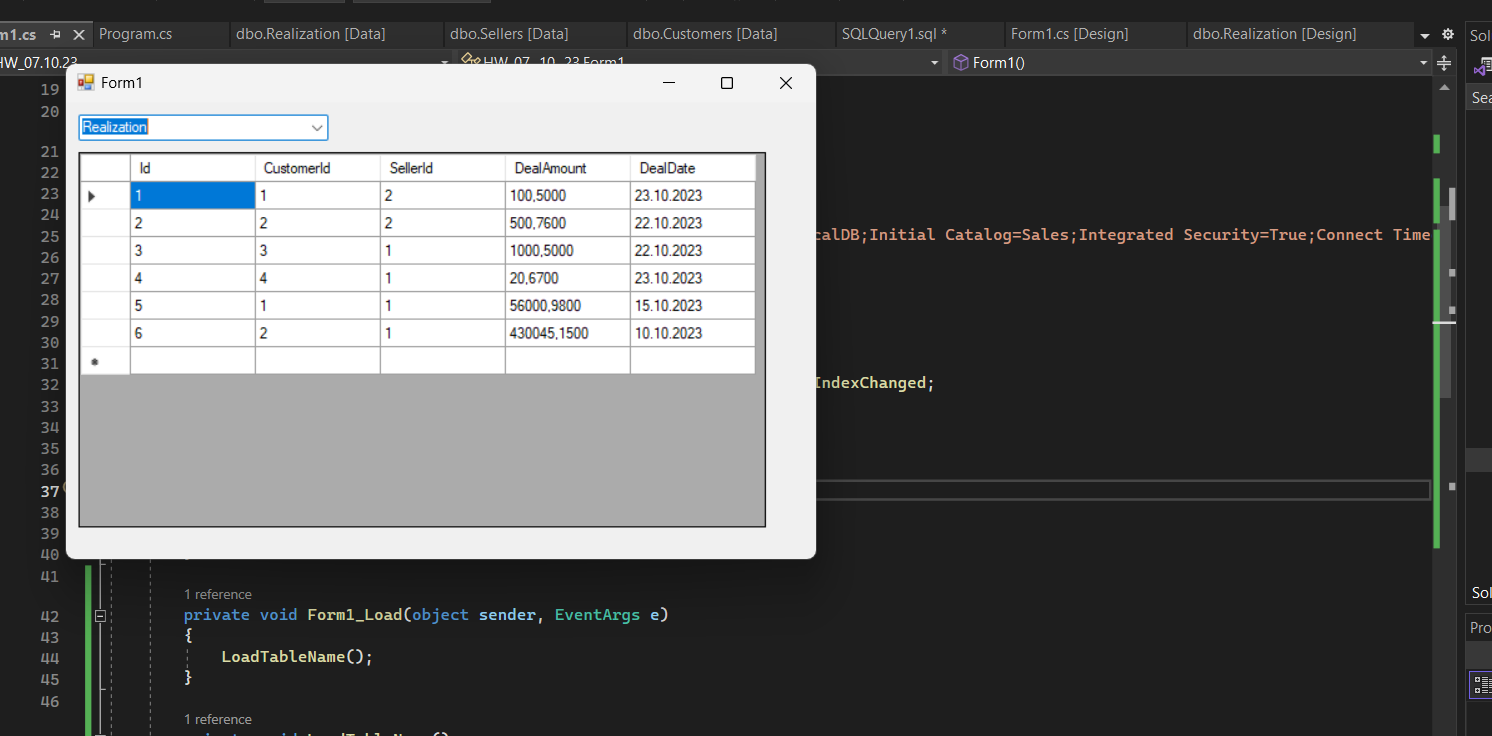 m1.cs Program.cs dbo.Realization [Data] dbo.Sellers [Data] dbo.Customers [Data] SQLQuery1.sql * Form1.cs [Design] dbo.Realization [Design] Sol
HW_07.10.23 HW_07_10_23.Form1 Form1()
Sea
Form1
Realization
Id CustomerId SellerId DealAmount DealDate
1 1 2 100,5000 23.10.2023
2 2 2 500,7600 22.10.2023
3 3 1 1000,5000 22.10.2023
4 4 1 20,6700 23.10.2023
5 1 1 56000,9800 15.10.2023
6 2 1 430045,1500 10.10.2023
19
20
21
22
23
24
25 calDB;Initial Catalog=Sales;Integrated Security=True;Connect Time
26
27
28
29
30
31
32 IndexChanged;
33
34
35
36
37
38
39
40
41
1 reference
42 private void Form1_Load(object sender, EventArgs e)
43 {
44 LoadTableName();
45 }
46
1 reference
Sol
Pro